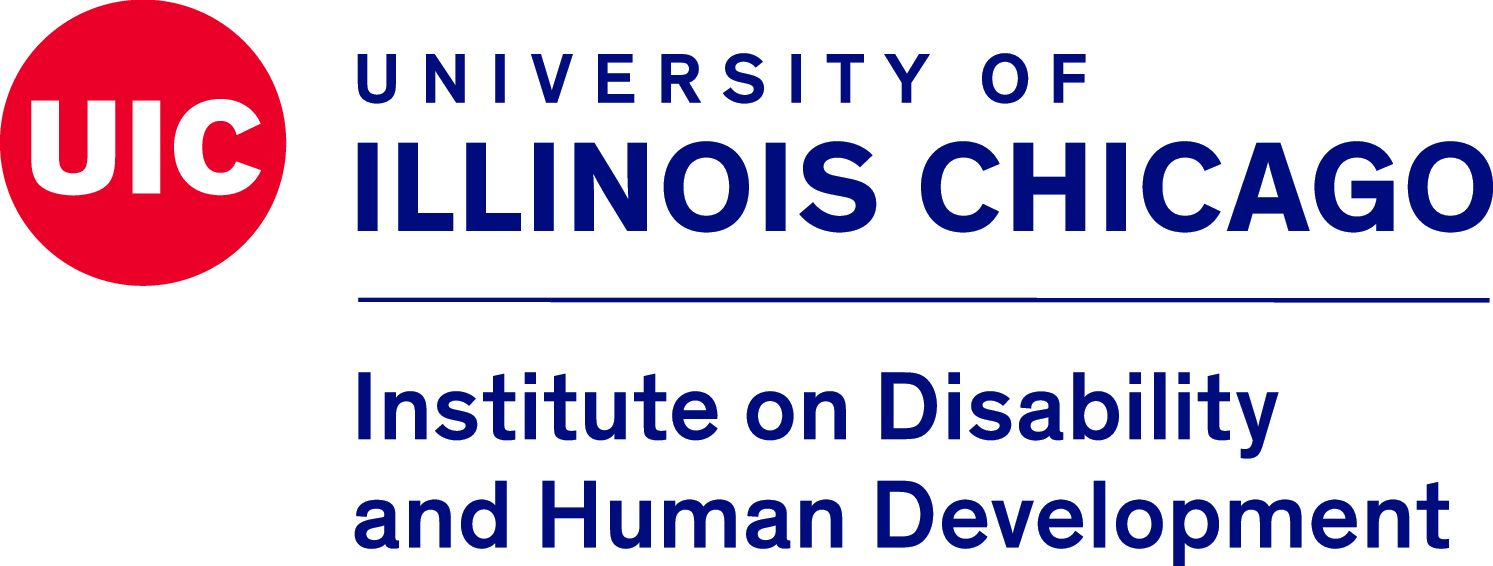 UIC
UNIVERSITY OF
ILLINOIS CHICAGO
Institute on Disability
and Human Development